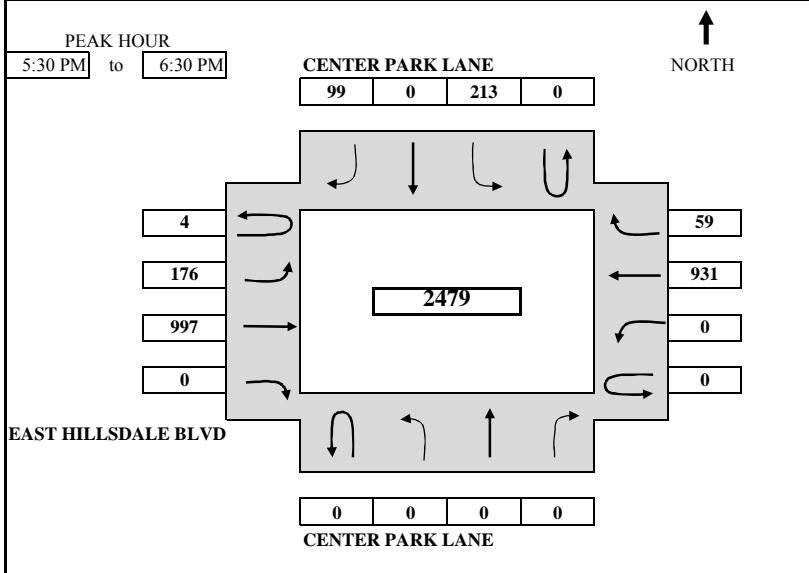 PEAK HOUR
5:30 PM to 6:30 PM
NORTH
CENTER PARK LANE
99 0 213 0
4 59
176 931
2479
997 0
0 0
EAST HILLSDALE BLVD
0 0 0 0
CENTER PARK LANE